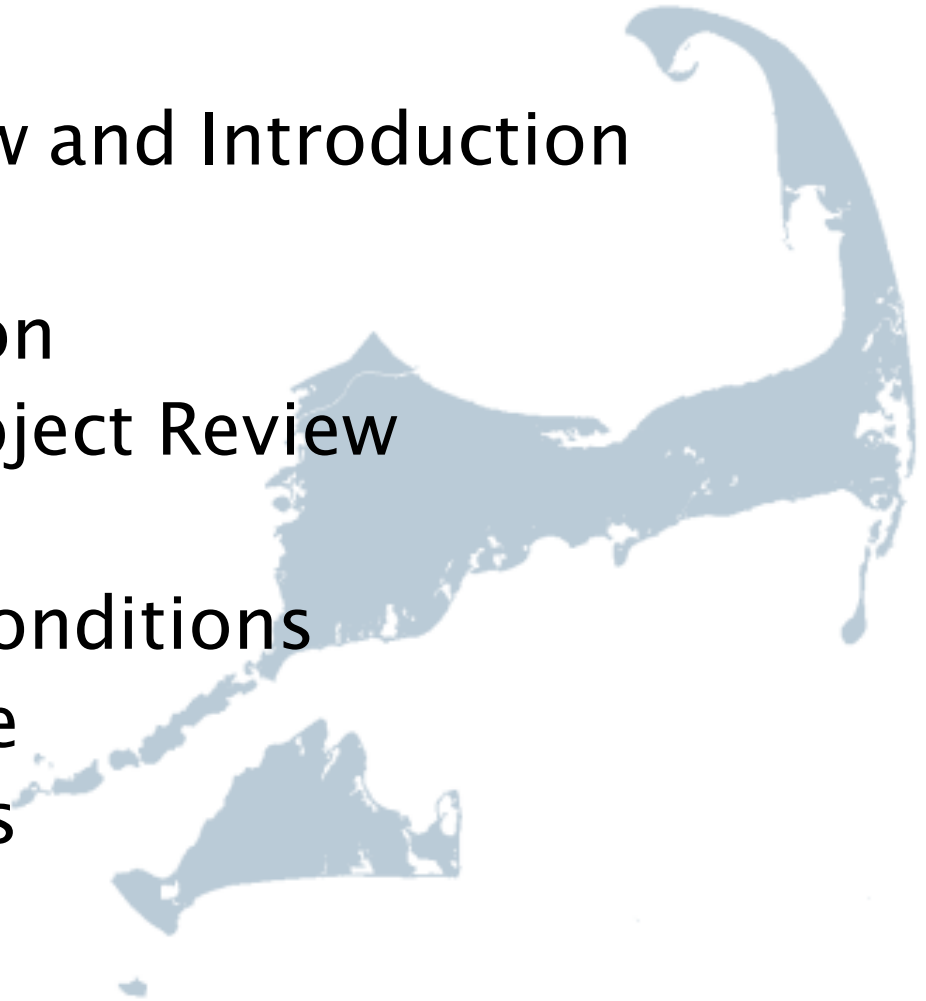 w and Introduction
on
oject Review
onditions
e
s